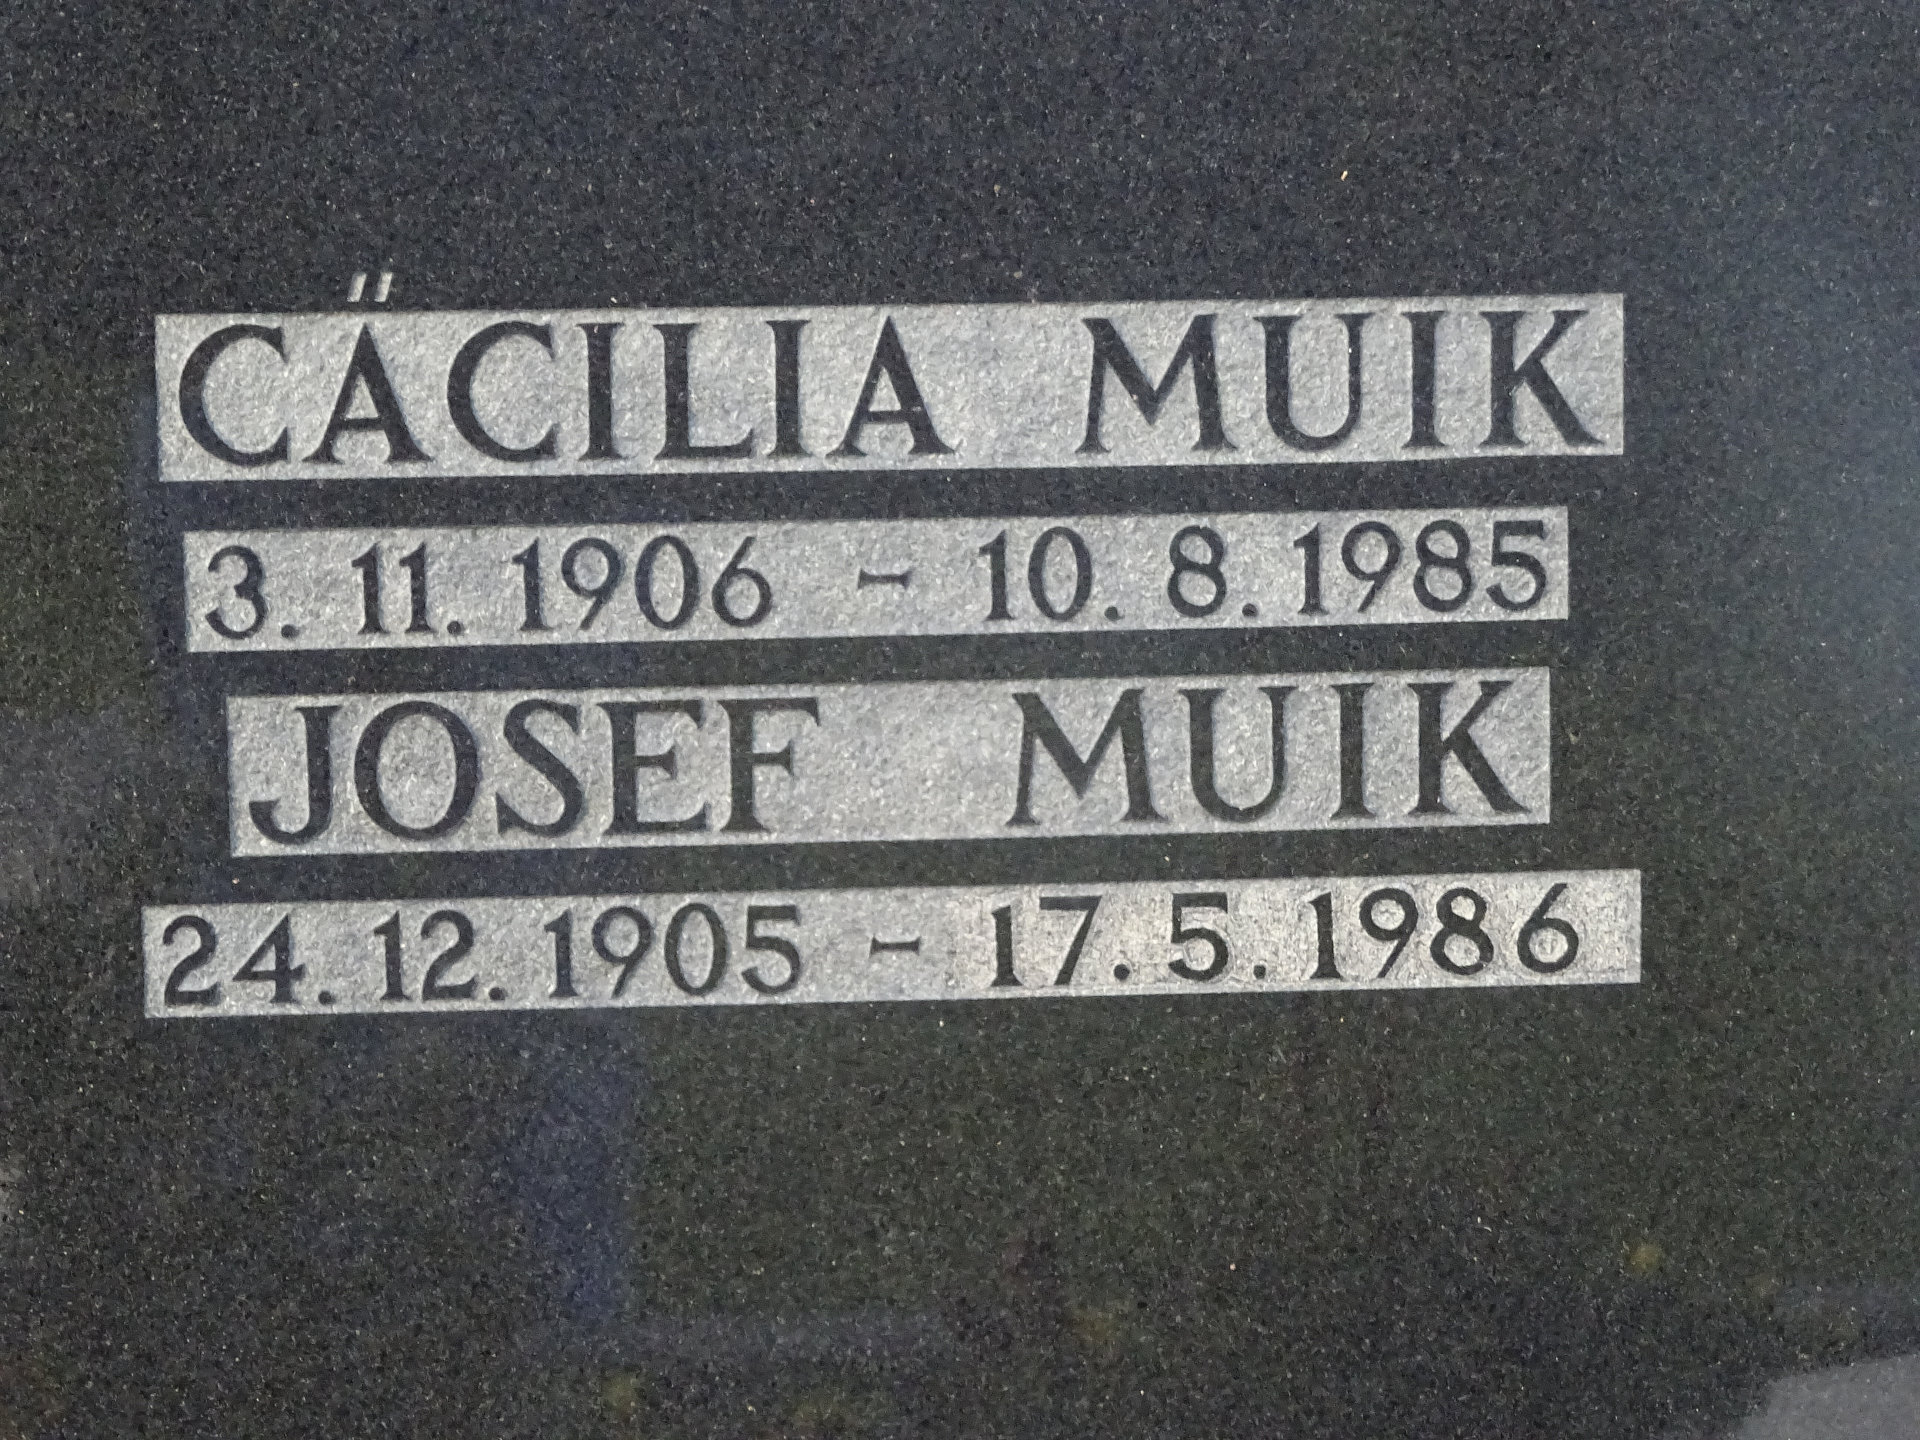 CÄCILIA MUIK
3. 11. 1906 - 10. 8. 1985
JOSEF MUIK
24. 12. 1905 - 17. 5. 1986